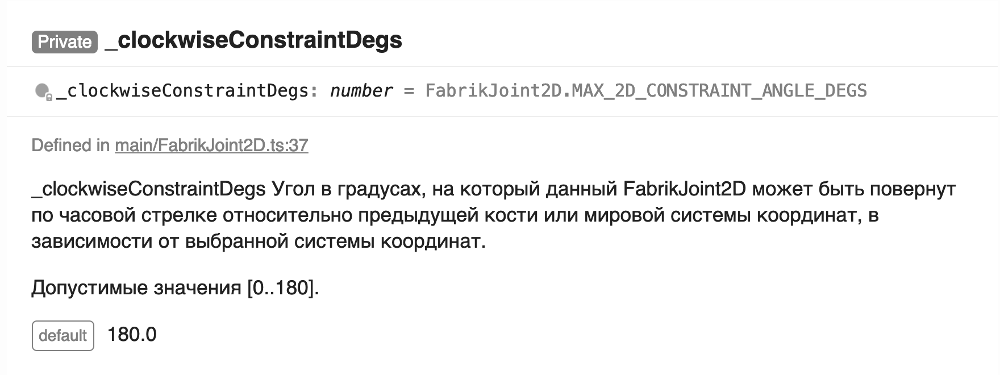 Private _clockwiseConstraintDegs
_clockwiseConstraintDegs: number = FabrikJoint2D.MAX_2D_CONSTRAINT_ANGLE_DEGS
Defined in main/FabrikJoint2D.ts:37
_clockwiseConstraintDegs Угол в градусах, на который данный FabrikJoint2D может быть повернут
по часовой стрелке относительно предыдущей кости или мировой системы координат, в
зависимости от выбранной системы координат.
Допустимые значения [0..180].
default 180.0